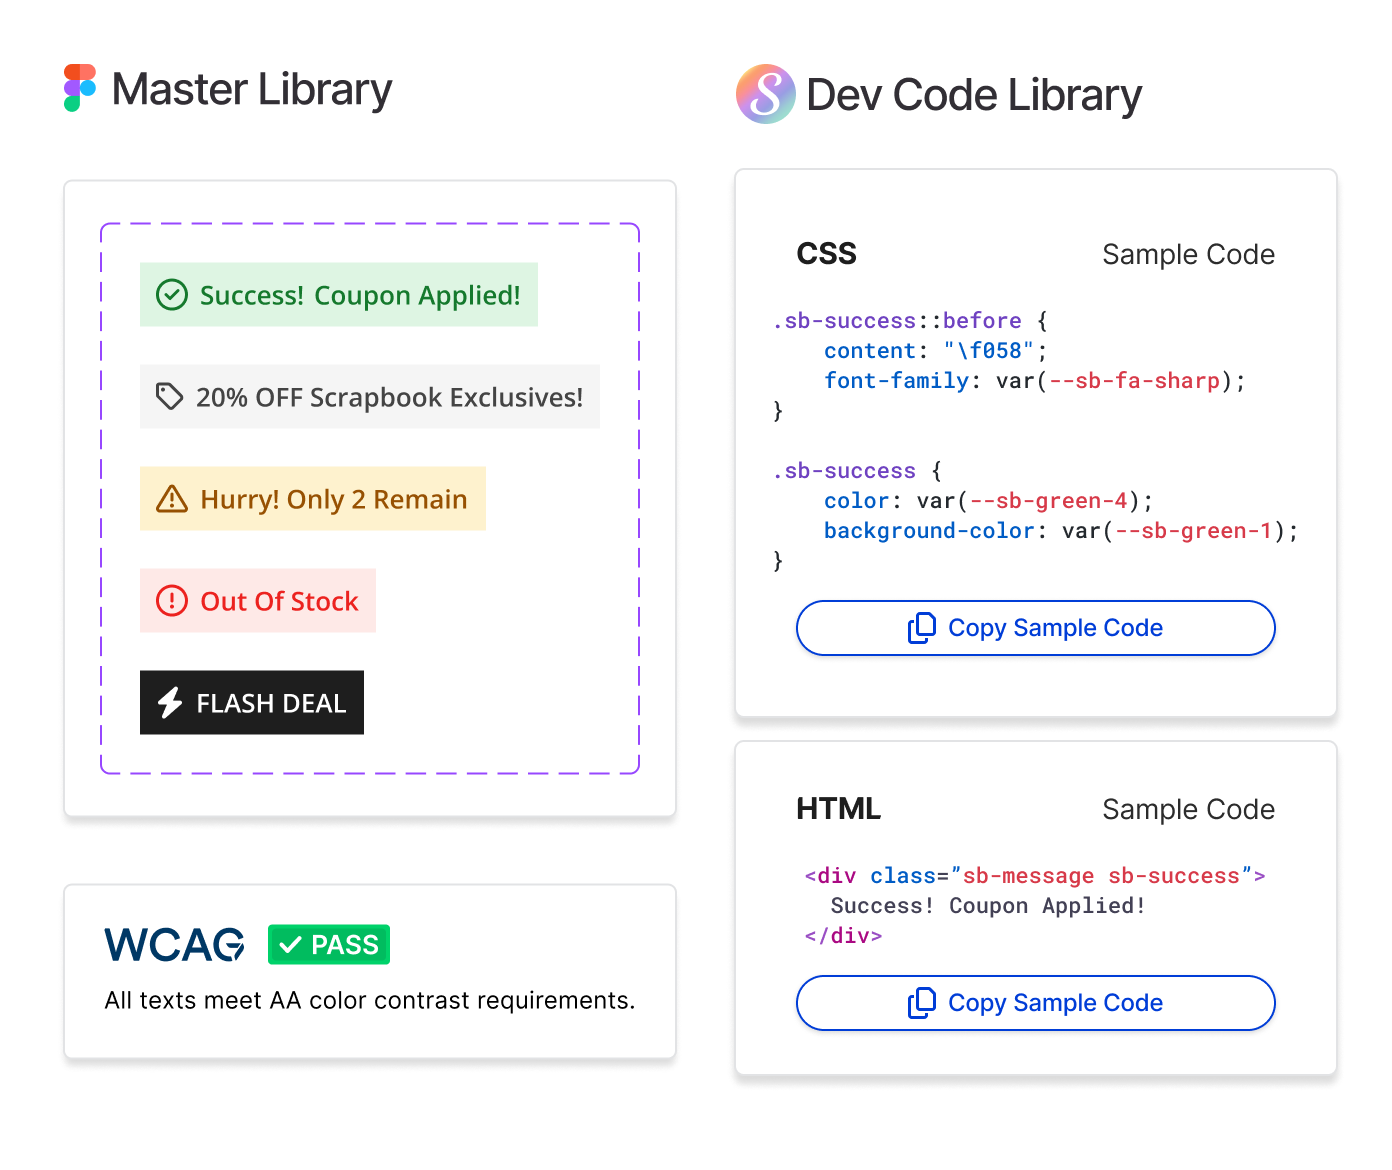 Master Library
Success! Coupon Applied!
20% OFF Scrapbook Exclusives!
Hurry! Only 2 Remain
Out Of Stock
FLASH DEAL
WCAG PASS
All texts meet AA color contrast requirements.
S Dev Code Library
CSS Sample Code
.sb-success::before {
    content: "\f058";
    font-family: var(--sb-fa-sharp);
}
.sb-success {
    color: var(--sb-green-4);
    background-color: var(--sb-green-1);
}
Copy Sample Code
HTML Sample Code
<div class=”sb-message sb-success”>
  Success! Coupon Applied!
</div>
Copy Sample Code